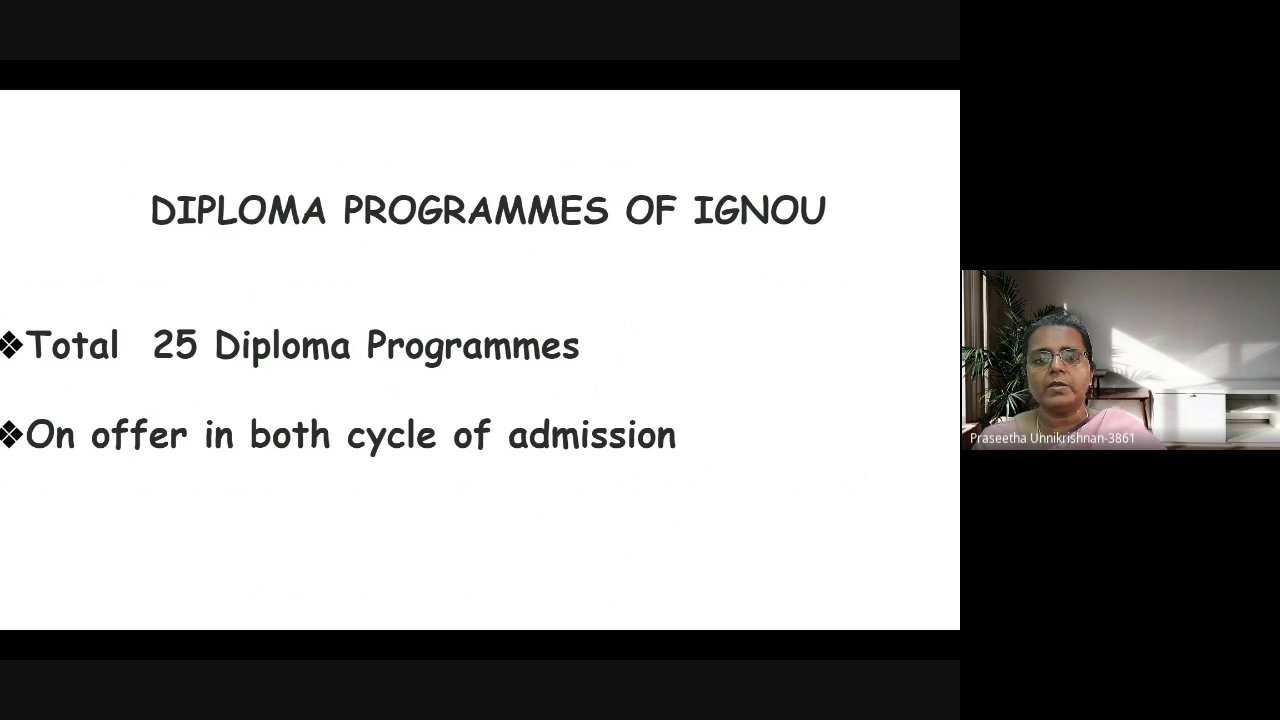 DIPLOMA PROGRAMMES OF IGNOU
❖Total  25 Diploma Programmes
❖On offer in both cycle of admission
Praseetha Unnikrishnan-3861